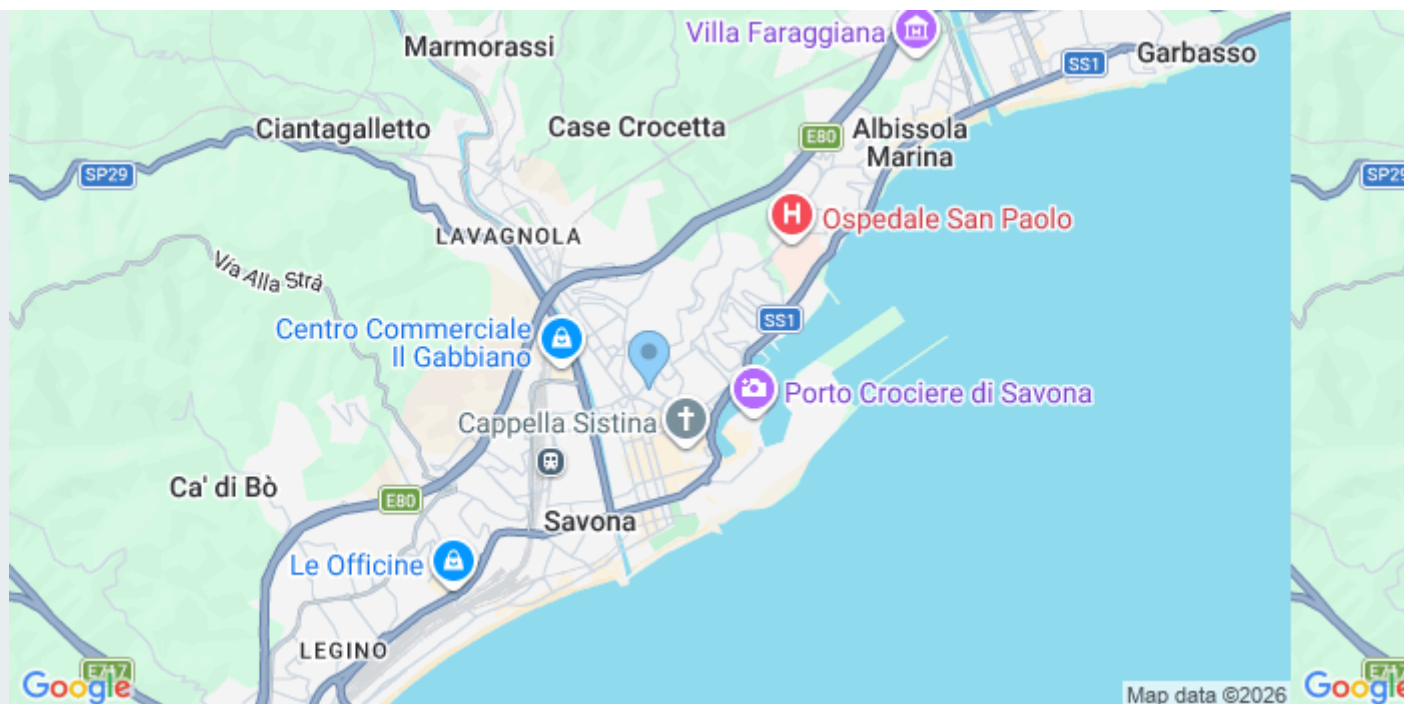 Villa Faraggiana
Marmorassi
SS1
Garbasso
Ciantagalletto
Case Crocetta
E80
Albissola
Marina
SP29
SP29
H
Ospedale San Paolo
LAVAGNOLA
Via Alla Strà
Centro Commerciale
Il Gabbiano
SS1
Porto Crociere di Savona
Cappella Sistina
Ca' di Bò
E80
Savona
Le Officine
LEGINO
E717
Google
Map data ©2026
E717
Google